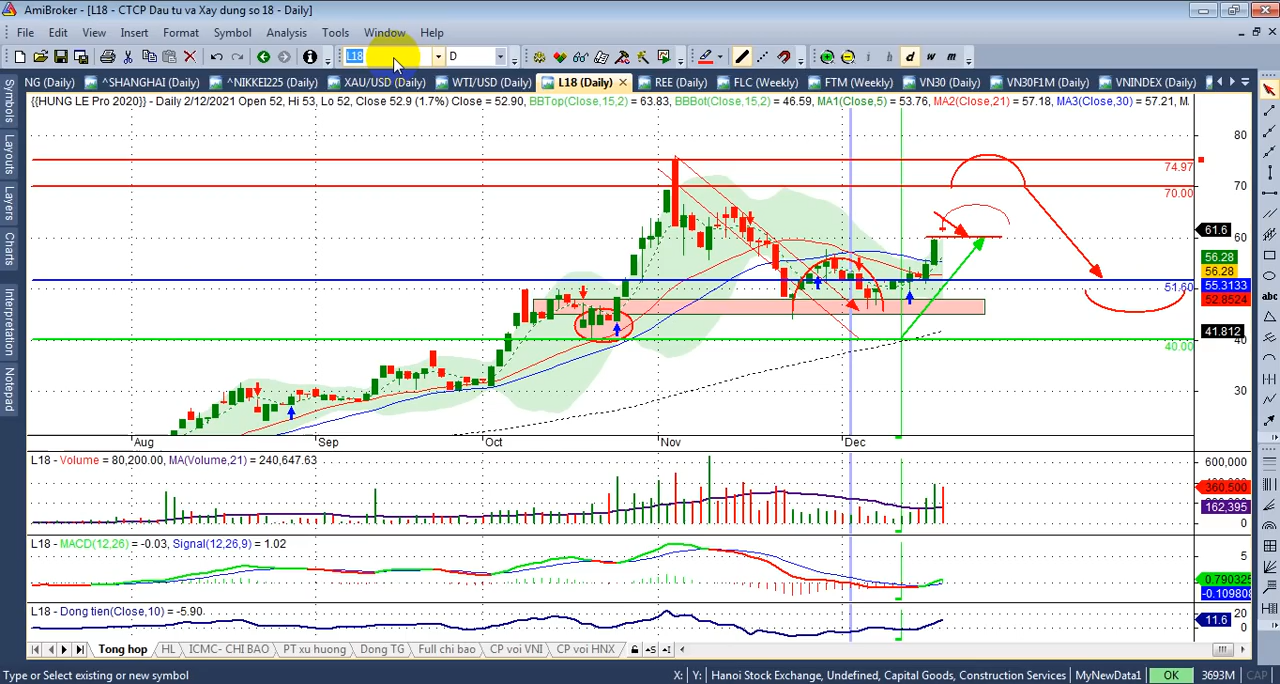 AmiBroker - [L18 - CTCP Dau tu va Xay dung so 18 - Daily]
File Edit View Insert Format Symbol Analysis Tools Window Help
L18 D d w m
NG (Daily) ^SHANGHAI (Daily) ^NIKKEI225 (Daily) XAU/USD (Daily) WTI/USD (Daily) L18 (Daily) REE (Daily) FLC (Weekly) FTM (Weekly) VN30 (Daily) VN30F1M (Daily) VNINDEX (Daily)
{{HUNG LE Pro 2020}} - Daily 2/12/2021 Open 52, Hi 53, Lo 52, Close 52.9 (1.7%) Close = 52.90, BBTop(Close,15,2) = 63.83, BBBot(Close,15,2) = 46.59, MA1(Close,5) = 53.76, MA2(Close,21) = 57.18, MA3(Close,30) = 57.21, M.
Symbols
Layouts
Layers
Charts
Interpretation
Notepad
80
74.97
70
70.00
61.6
60
56.28
56.28
55.3133
51.60
52.8524
41.812
40
40.00
30
Aug Sep Oct Nov Dec
L18 - Volume = 80,200.00, MA(Volume,21) = 240,647.63
600,000
360,500
162,395
0
L18 - MACD(12,26) = -0.03, Signal(12,26,9) = 1.02
5
0.790325
-0.109808
L18 - Dong tien(Close,10) = -5.90
20
11.6
0
Tong hop HL ICMC- CHI BAO PT xu huong Dong TG Full chi bao CP voi VNI CP voi HNX
abc
Type or Select existing or new symbol X: Y: Hanoi Stock Exchange, Undefined, Capital Goods, Construction Services MyNewData1 OK 3693M CAP